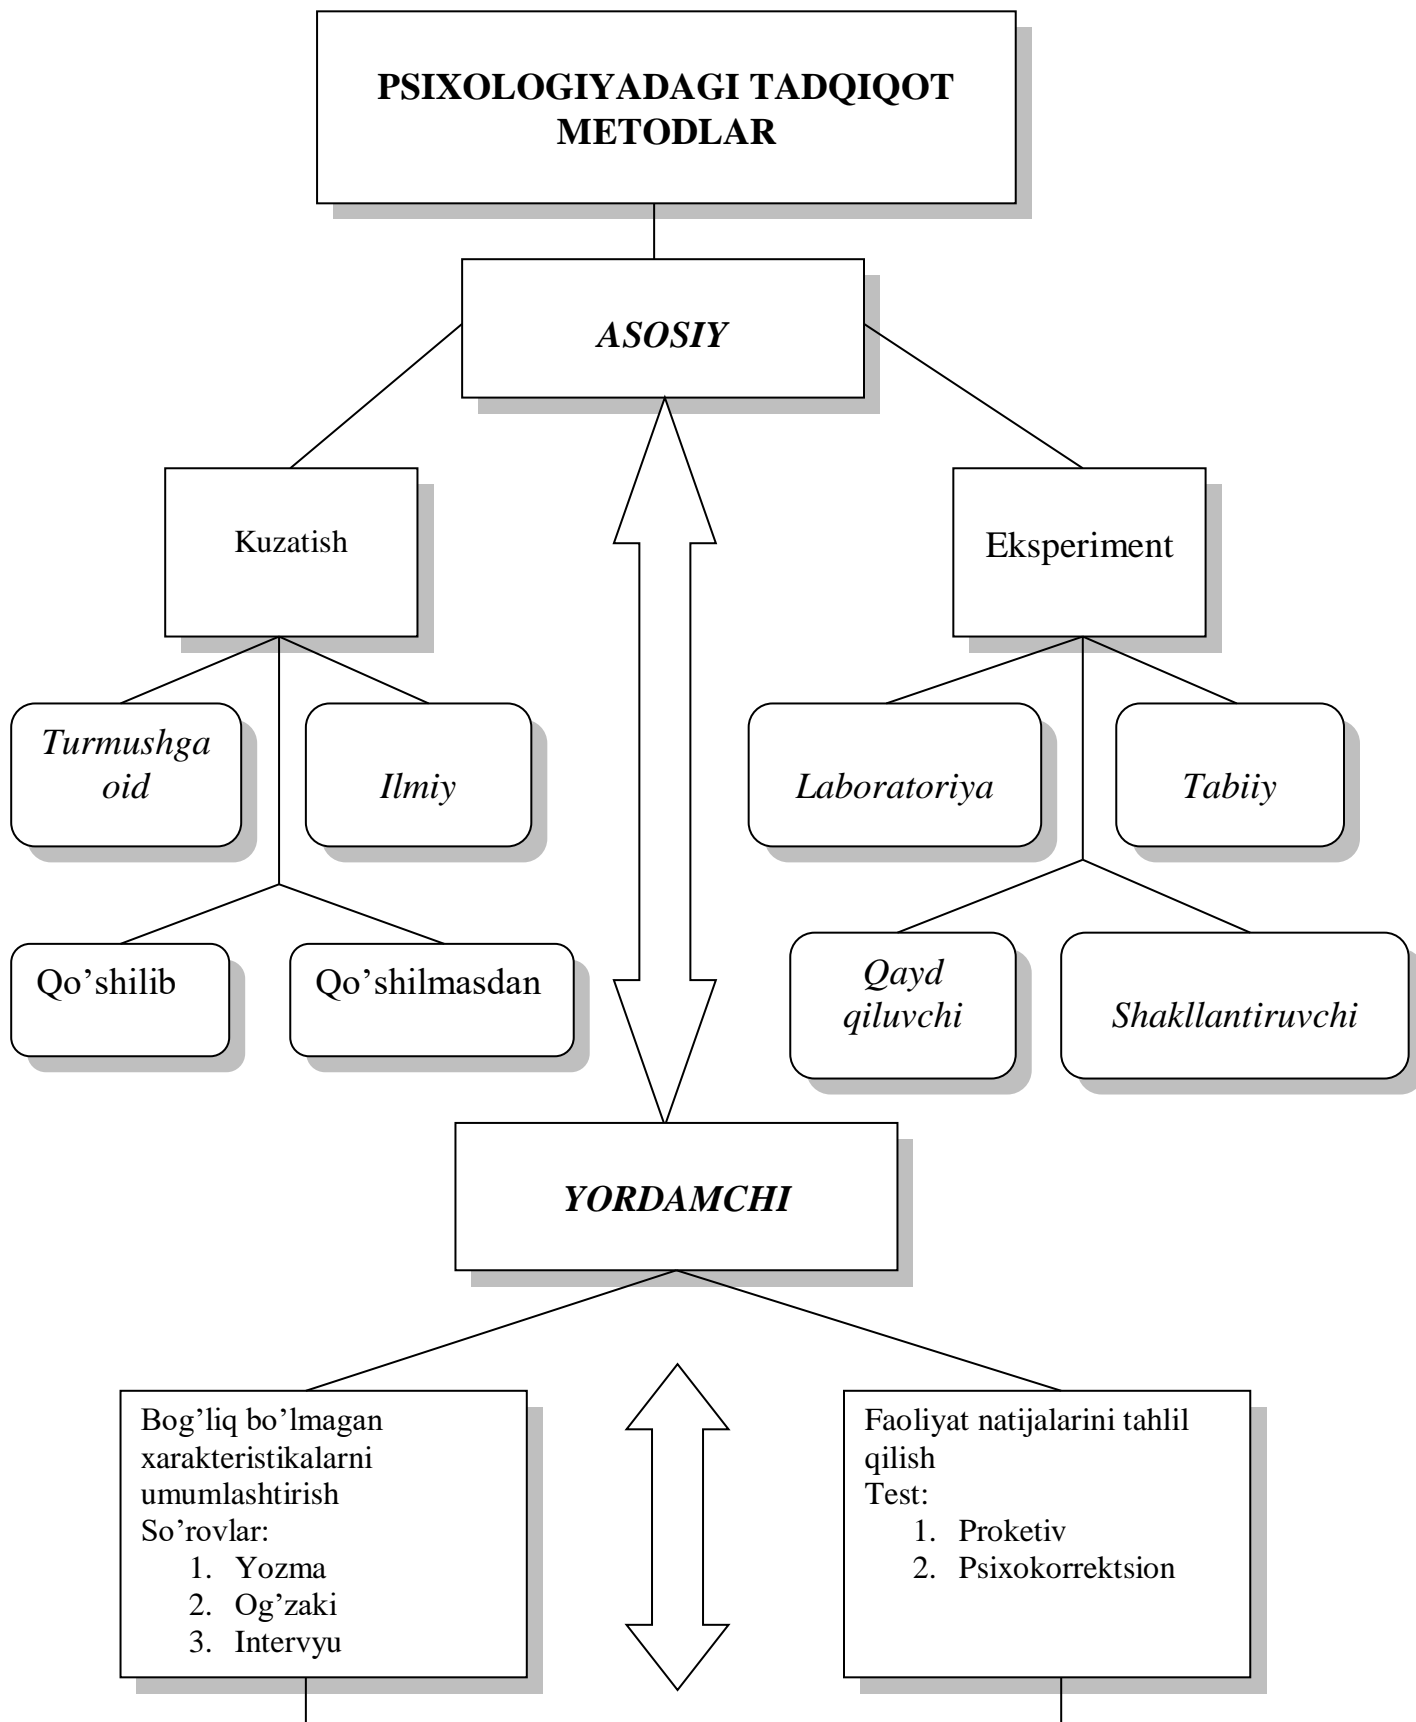 PSIXOLOGIYADAGI TADQIQOT
METODLAR
ASOSIY
Kuzatish
Eksperiment
Turmushga
oid
Ilmiy
Laboratoriya
Tabiiy
Qo’shilib
Qo’shilmasdan
Qayd
qiluvchi
Shakllantiruvchi
YORDAMCHI
Bog’liq bo’lmagan
xarakteristikalarni
umumlashtirish
So’rovlar:
1. Yozma
2. Og’zaki
3. Intervyu
Faoliyat natijalarini tahlil
qilish
Test:
1. Proketiv
2. Psixokorrektsion